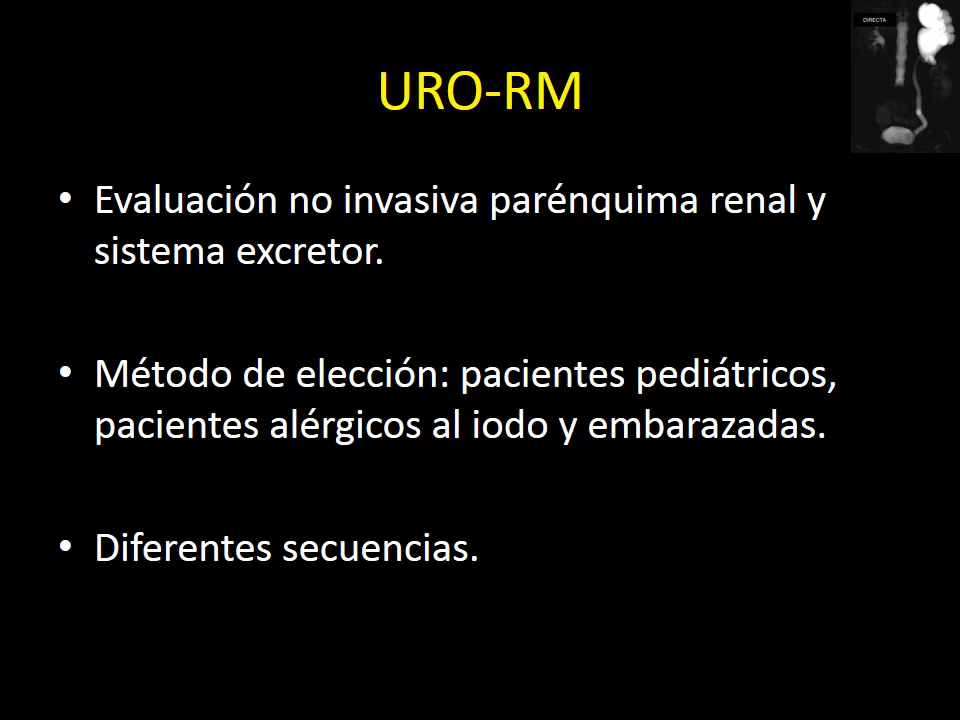 DIRECTA
URO-RM
• Evaluación no invasiva parénquima renal y
sistema excretor.
• Método de elección: pacientes pediátricos,
pacientes alérgicos al iodo y embarazadas.
• Diferentes secuencias.